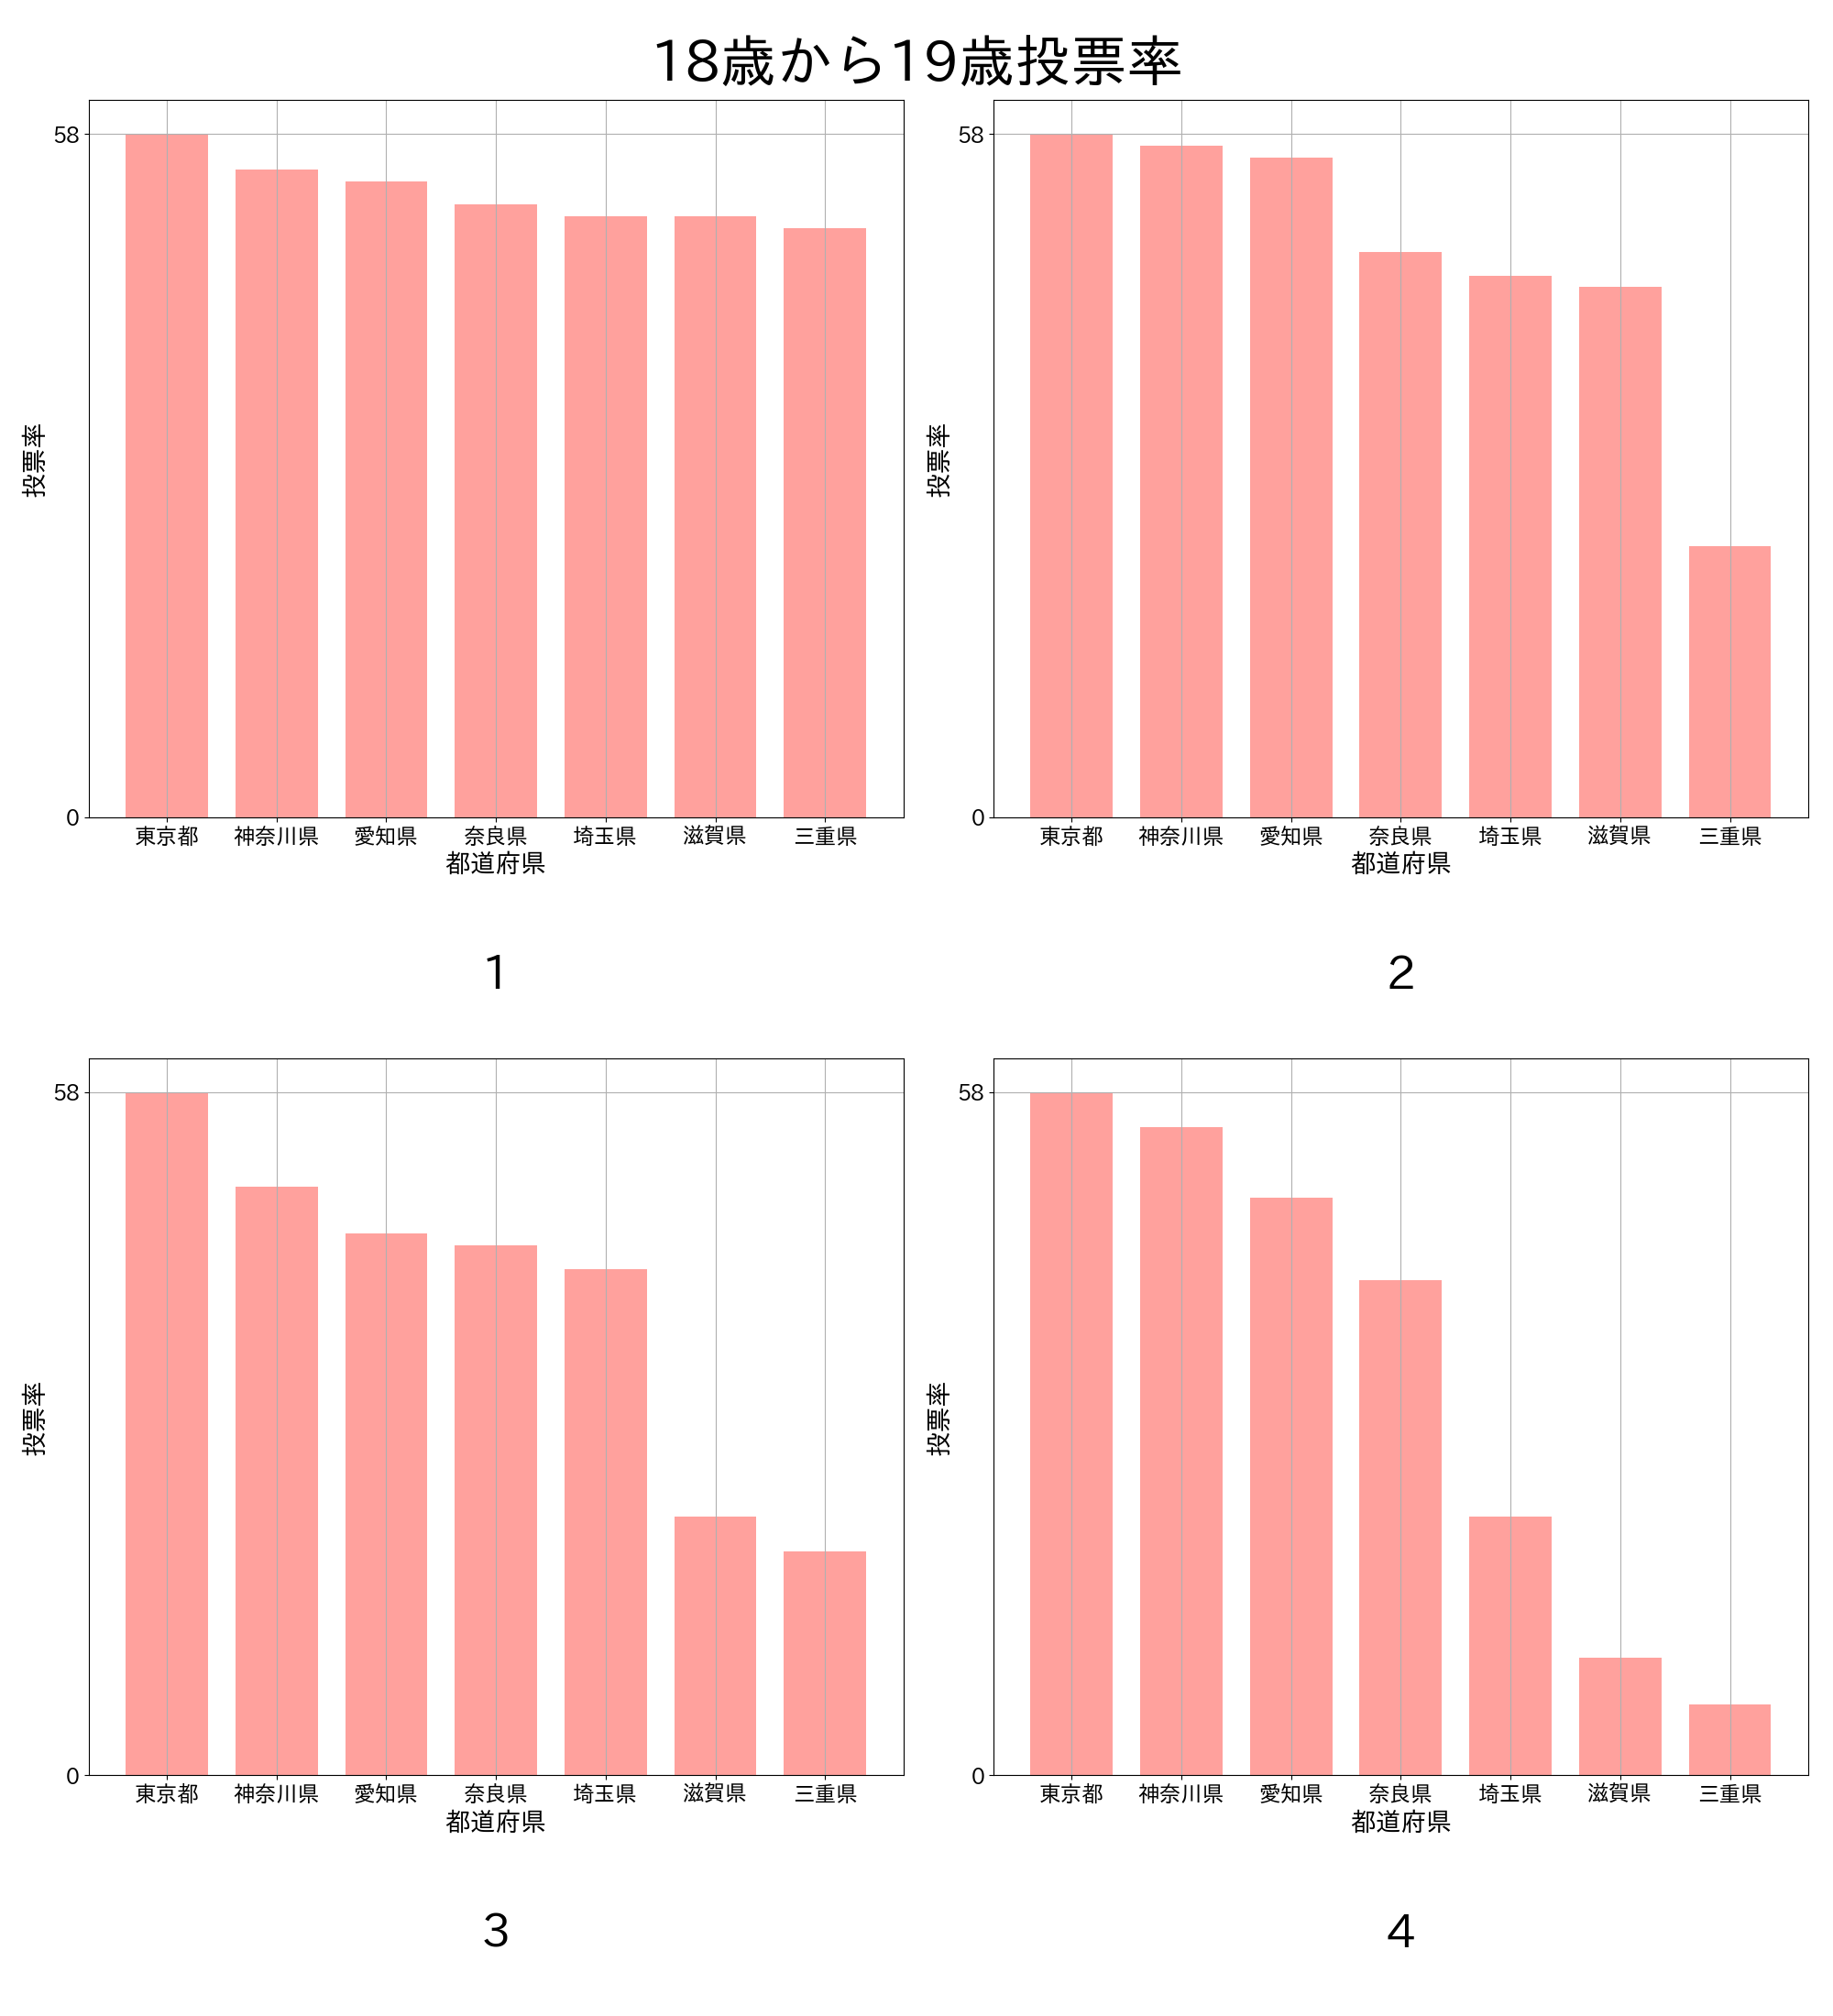 18歳から19歳投票率
58
0
投票率
東京都 神奈川県 愛知県 奈良県 埼玉県 滋賀県 三重県
都道府県
1
58
0
投票率
東京都 神奈川県 愛知県 奈良県 埼玉県 滋賀県 三重県
都道府県
2
58
0
投票率
東京都 神奈川県 愛知県 奈良県 埼玉県 滋賀県 三重県
都道府県
3
58
0
投票率
東京都 神奈川県 愛知県 奈良県 埼玉県 滋賀県 三重県
都道府県
4